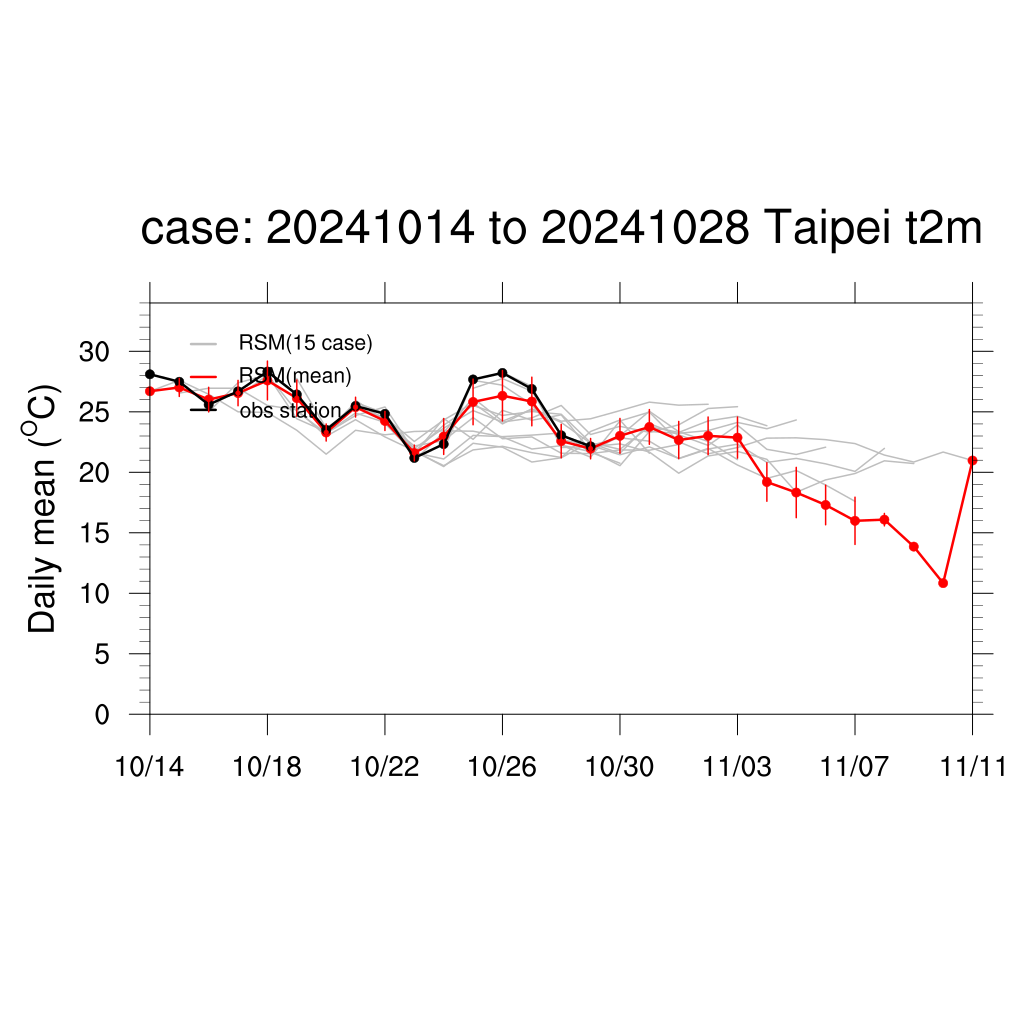 case: 20241014 to 20241028 Taipei t2m
Daily mean (°C)
30
25
20
15
10
5
0
RSM(15 case)
RSM(mean)
obs station
10/14 10/18 10/22 10/26 10/30 11/03 11/07 11/11